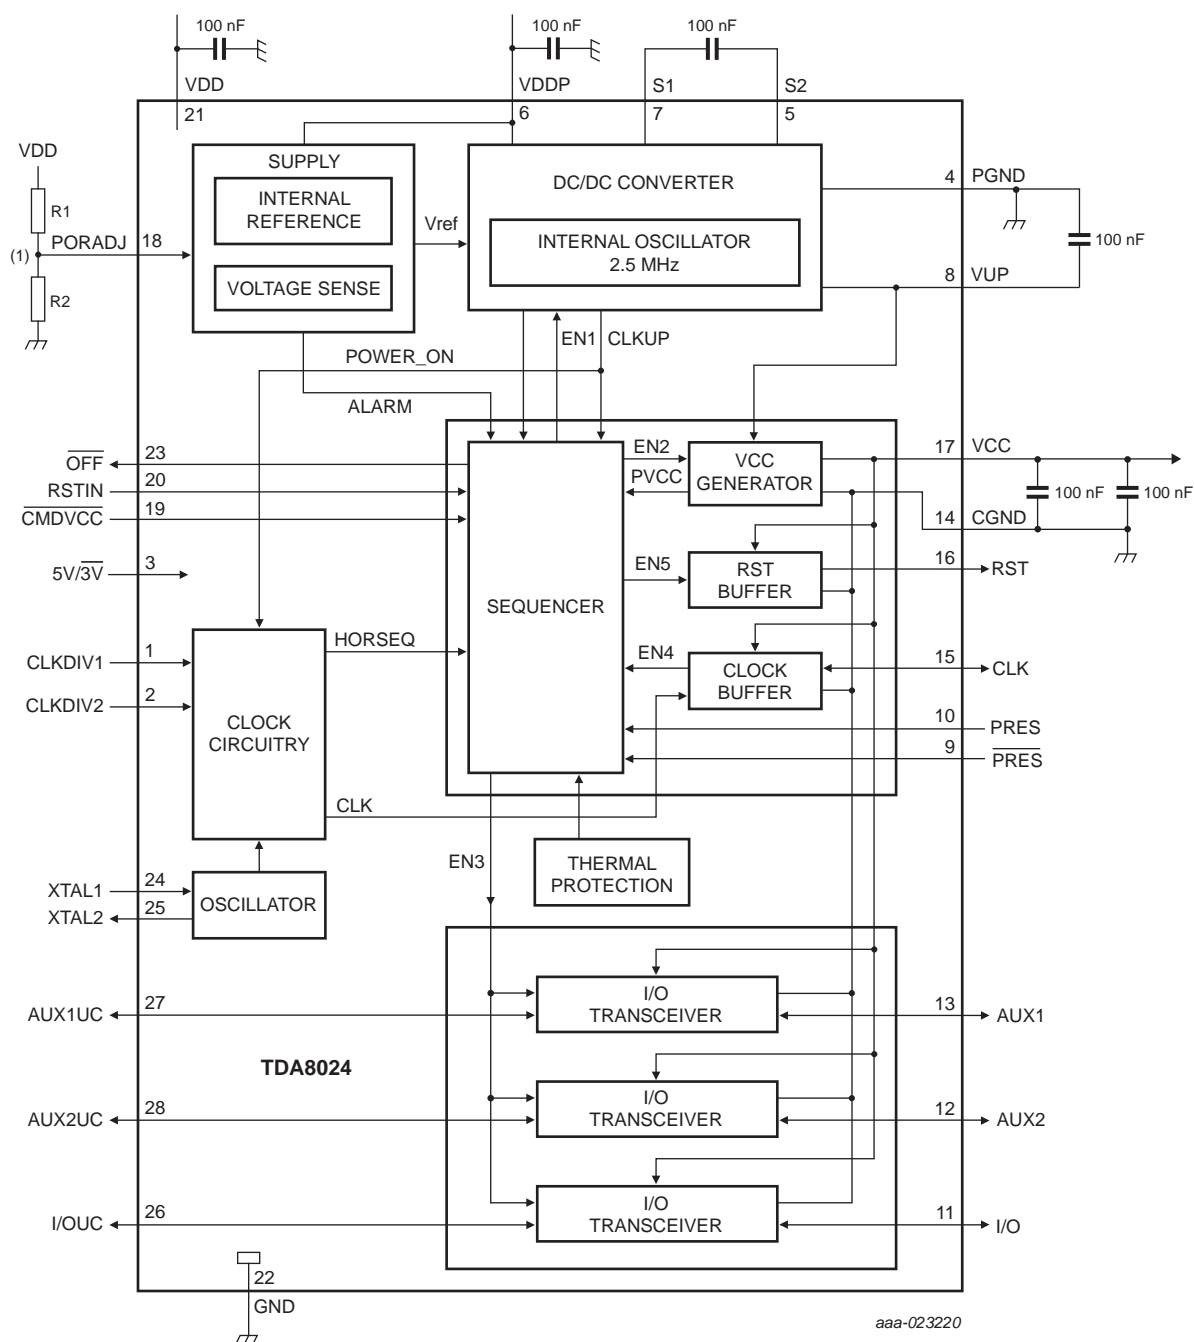 100 nF
100 nF
100 nF
VDD
VDDP
S1
S2
21
6
7
5
VDD
R1
(1)
PORADJ
18
R2
SUPPLY
INTERNAL
REFERENCE
VOLTAGE SENSE
Vref
DC/DC CONVERTER
INTERNAL OSCILLATOR
2.5 MHz
4
PGND
100 nF
8
VUP
EN1
CLKUP
POWER_ON
ALARM
OFF
23
RSTIN
20
CMDVCC
19
5V/3V
3
SEQUENCER
EN2
PVCC
VCC
GENERATOR
17
VCC
100 nF
100 nF
14
CGND
EN5
RST
BUFFER
16
RST
HORSEQ
CLKDIV1
1
CLKDIV2
2
CLOCK
CIRCUITRY
EN4
CLOCK
BUFFER
15
CLK
10
PRES
9
PRES
CLK
EN3
THERMAL
PROTECTION
XTAL1
24
XTAL2
25
OSCILLATOR
AUX1UC
27
I/O
TRANSCEIVER
13
AUX1
TDA8024
AUX2UC
28
I/O
TRANSCEIVER
12
AUX2
I/OUC
26
I/O
TRANSCEIVER
11
I/O
22
GND
aaa-023220